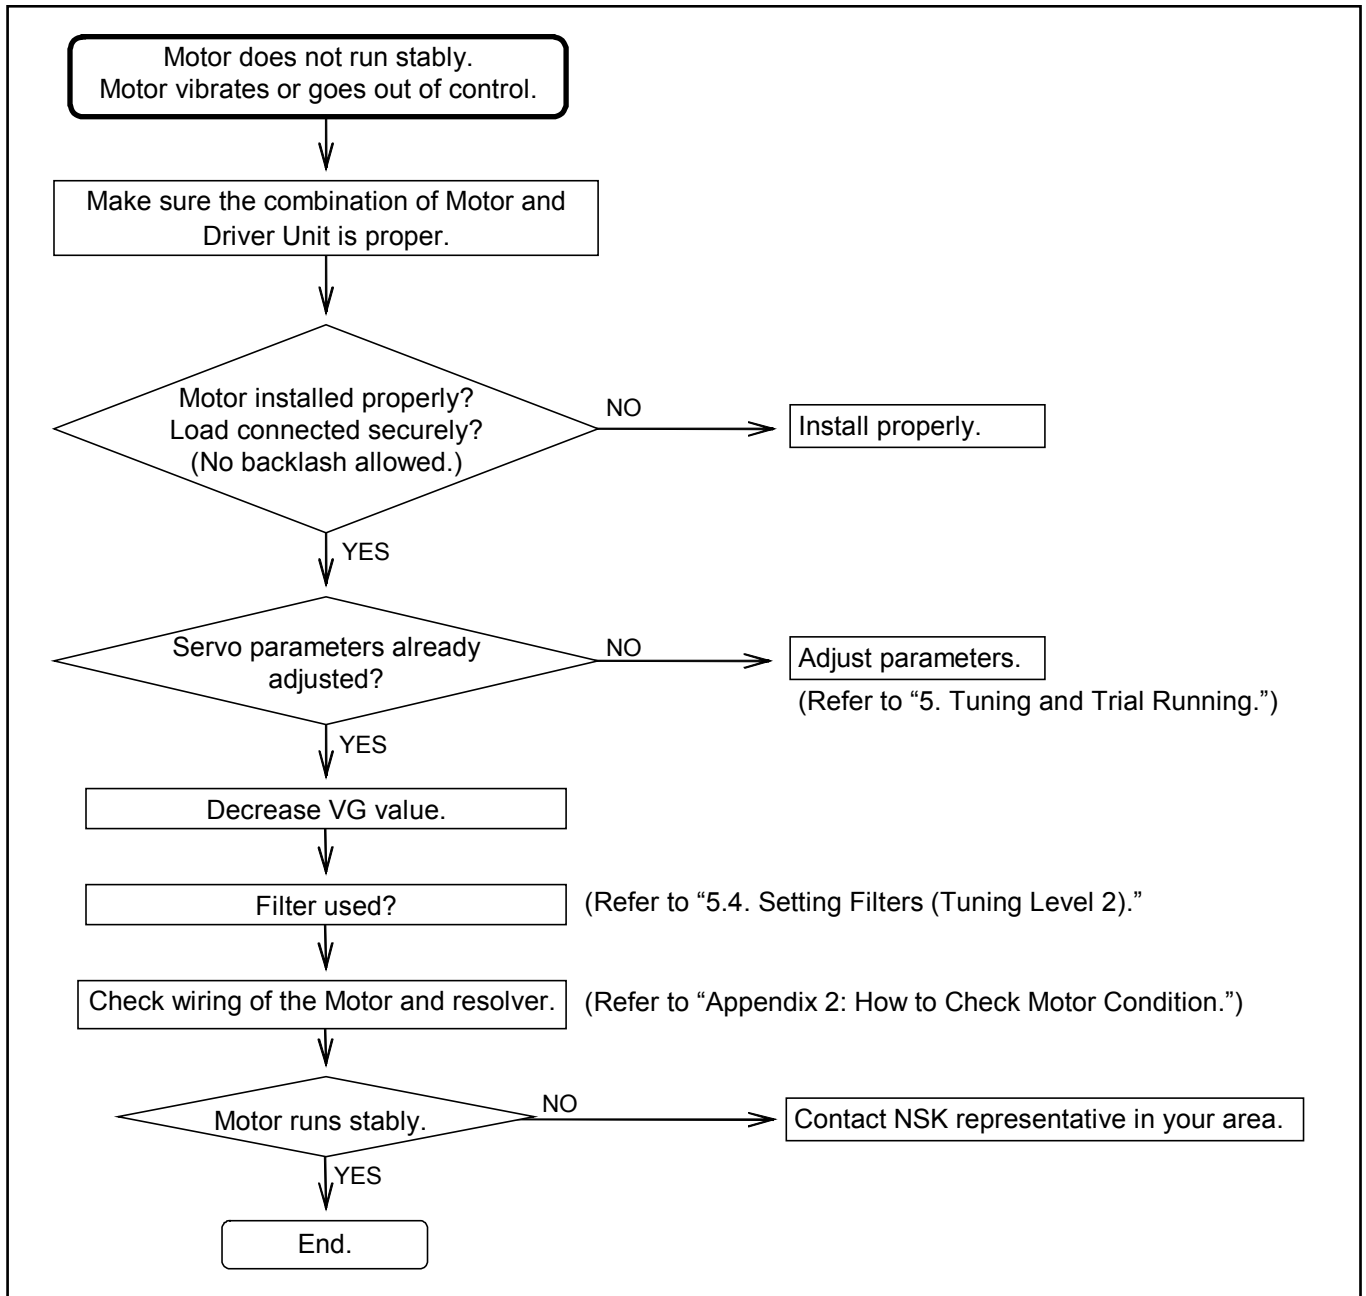 Motor does not run stably.
Motor vibrates or goes out of control.
Make sure the combination of Motor and
Driver Unit is proper.
Motor installed properly?
Load connected securely?
(No backlash allowed.)
NO
Install properly.
YES
Servo parameters already
adjusted?
NO
Adjust parameters.
(Refer to “5. Tuning and Trial Running.”)
YES
Decrease VG value.
Filter used?
(Refer to “5.4. Setting Filters (Tuning Level 2).”
Check wiring of the Motor and resolver.
(Refer to “Appendix 2: How to Check Motor Condition.”)
Motor runs stably.
NO
Contact NSK representative in your area.
YES
End.